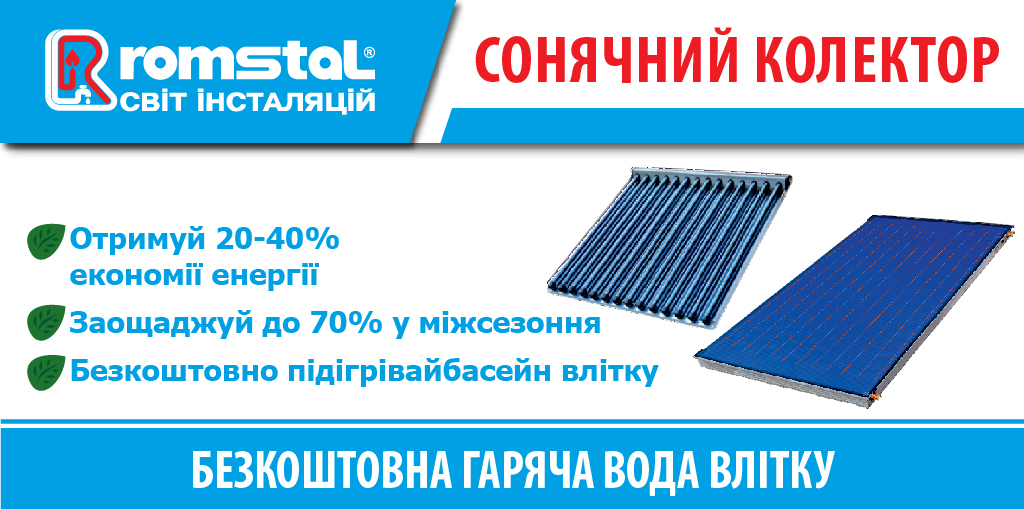 romstal®
СВІТ ІНСТАЛЯЦІЙ
СОНЯЧНИЙ КОЛЕКТОР
Отримуй 20-40%
економії енергії
Заощаджуй до 70% у міжсезоння
Безкоштовно підігрівайбасейн влітку
БЕЗКОШТОВНА ГАРЯЧА ВОДА ВЛІТКУ